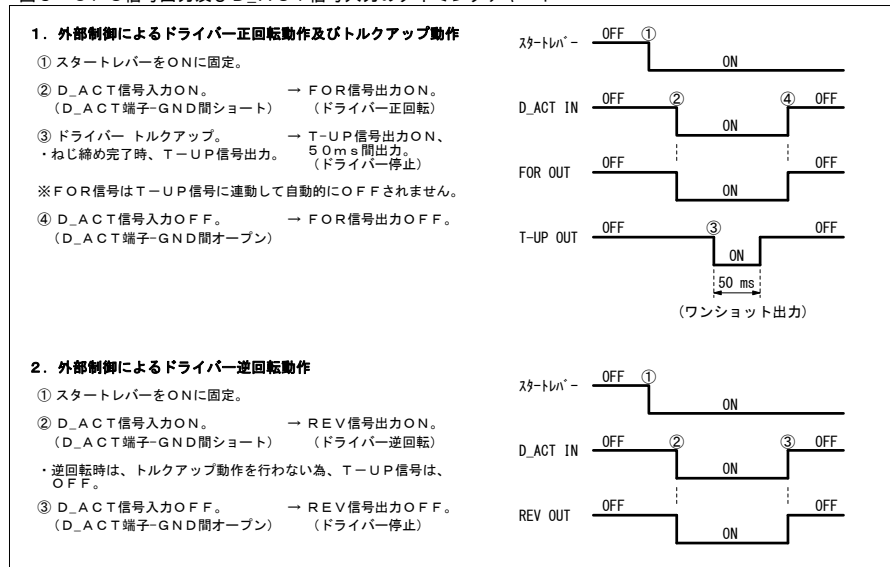 １．外部制御によるドライバー正回転動作及びトルクアップ動作
① スタートレバーをＯＮに固定。
② Ｄ_ＡＣＴ信号入力ＯＮ。 → ＦＯＲ信号出力ＯＮ。
（Ｄ_ＡＣＴ端子-ＧＮＤ間ショート） （ドライバー正回転）
③ ドライバー トルクアップ。 → Ｔ-ＵＰ信号出力ＯＮ、
・ねじ締め完了時、Ｔ－ＵＰ信号出力。 ５０ｍｓ間出力。
（ドライバー停止）
※ＦＯＲ信号はＴ－ＵＰ信号に連動して自動的にＯＦＦされません。
④ Ｄ_ＡＣＴ信号入力ＯＦＦ。 → ＦＯＲ信号出力ＯＦＦ。
（Ｄ_ＡＣＴ端子-ＧＮＤ間オープン）
ｽﾀｰﾄﾚﾊﾞｰ OFF ①
ON
D_ACT IN OFF ② ④ OFF
ON
FOR OUT OFF OFF
ON
T-UP OUT OFF ③ OFF
ON
50 ms
(ワンショット出力)
２．外部制御によるドライバー逆回転動作
① スタートレバーをＯＮに固定。
② Ｄ_ＡＣＴ信号入力ＯＮ。 → ＲＥＶ信号出力ＯＮ。
（Ｄ_ＡＣＴ端子-ＧＮＤ間ショート） （ドライバー逆回転）
・逆回転時は、トルクアップ動作を行わない為、Ｔ－ＵＰ信号は、
ＯＦＦ。
③ Ｄ_ＡＣＴ信号入力ＯＦＦ。 → ＲＥＶ信号出力ＯＦＦ。
（Ｄ_ＡＣＴ端子-ＧＮＤ間オープン） （ドライバー停止）
ｽﾀｰﾄﾚﾊﾞｰ OFF ①
ON
D_ACT IN OFF ② ③ OFF
ON
REV OUT OFF OFF
ON